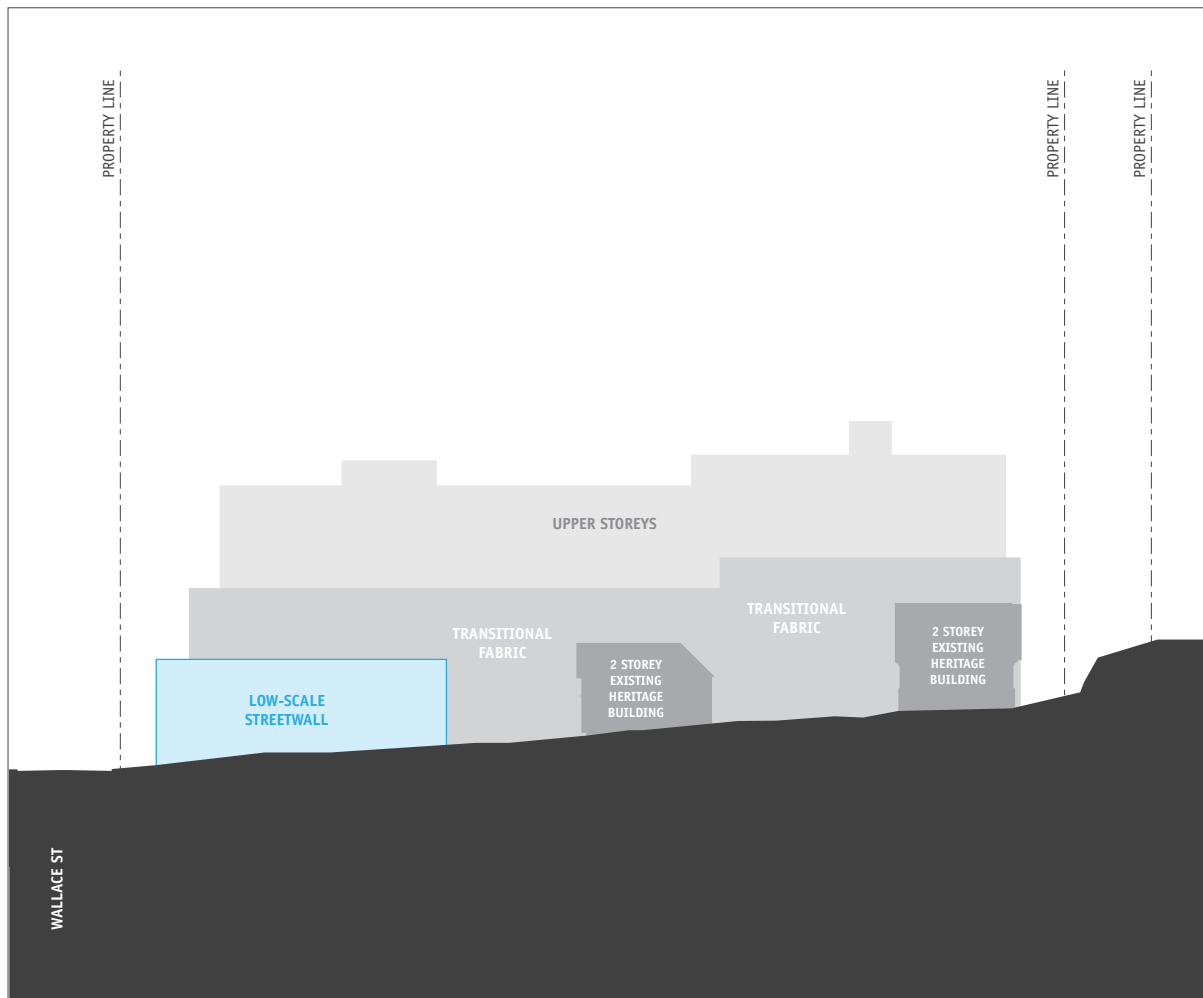 PROPERTY LINE
PROPERTY LINE
PROPERTY LINE
UPPER STOREYS
TRANSITIONAL
FABRIC
TRANSITIONAL
FABRIC
2 STOREY
EXISTING
HERITAGE
BUILDING
2 STOREY
EXISTING
HERITAGE
BUILDING
LOW-SCALE
STREETWALL
WALLACE ST